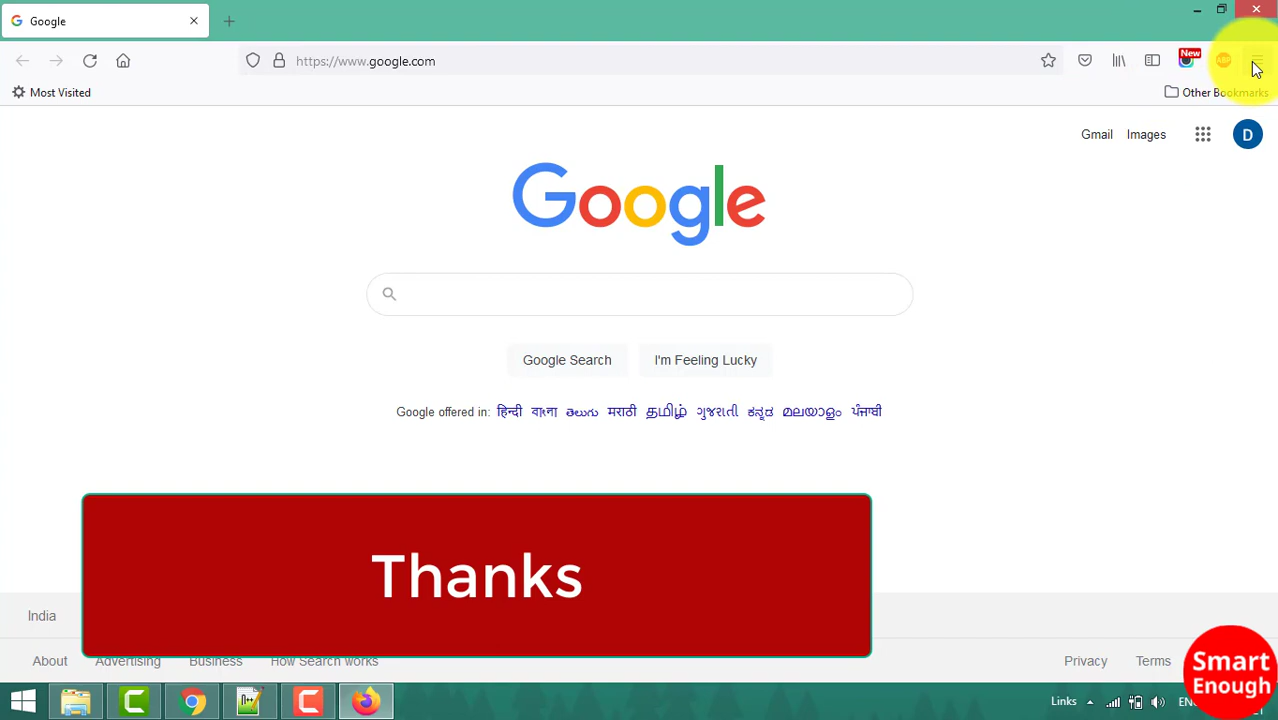 Google
https://www.google.com
New
ABP
Most Visited
Other Bookmarks
Gmail
Images
D
Google
Google Search
I'm Feeling Lucky
Google offered in: हिन्दी বাংলা తెలుగు मराठी தமிழ் ગુજરાતી ಕನ್ನಡ മലയാളം ਪੰਜਾਬੀ
Thanks
India
About
Advertising
Business
How Search works
Privacy
Terms
Smart
Enough
Links